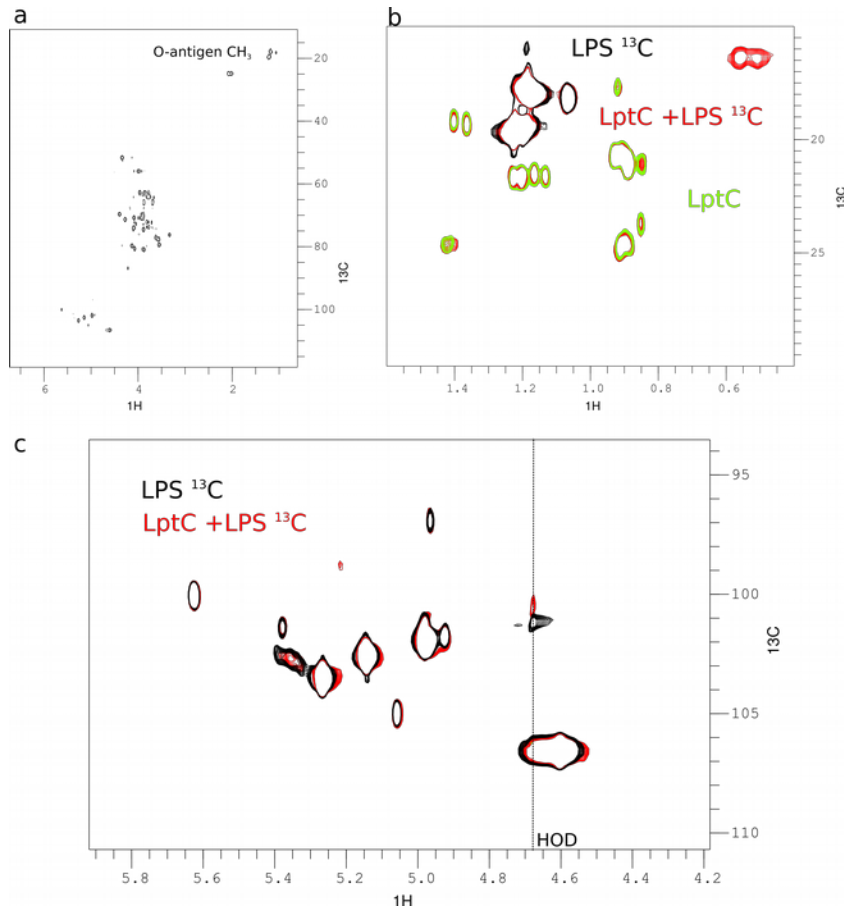 a
O-antigen CH₃
20
40
60
80
100
13C
6
4
2
1H
b
LPS ¹³C
LptC +LPS ¹³C
LptC
20
25
13C
1.4
1.2
1.0
0.8
0.6
1H
c
LPS ¹³C
LptC +LPS ¹³C
HOD
95
100
105
110
13C
5.8
5.6
5.4
5.2
5.0
4.8
4.6
4.4
4.2
1H